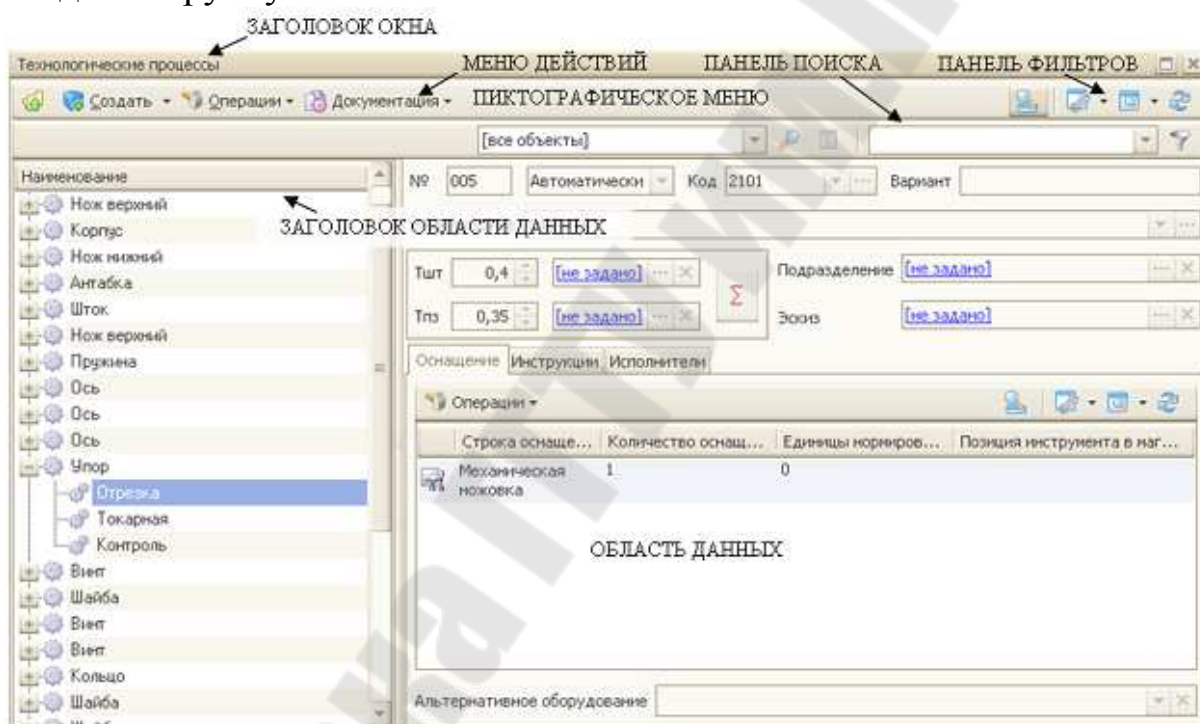 ЗАГОЛОВОК ОКНА
Технологические процессы
МЕНЮ ДЕЙСТВИЙ
ПАНЕЛЬ ПОИСКА
ПАНЕЛЬ ФИЛЬТРОВ
Создать
Операции
Документация
ПИКТОГРАФИЧЕСКОЕ МЕНЮ
[все объекты]
Наименование
№ 005 Автоматически Код 2101 Вариант
ЗАГОЛОВОК ОБЛАСТИ ДАННЫХ
Нож верхний
Корпус
Нож нижний
Антабка
Шток
Нож верхний
Пружина
Ось
Ось
Ось
Упор
Отрезка
Токарная
Контроль
Винт
Шайба
Винт
Винт
Кольцо
Шайба
Тшт 0,4 [не задано] Подразделение [не задано]
Тпз 0,35 [не задано] Σ Эскиз [не задано]
Оснащение Инструкции Исполнители
Операции
Строка оснаще... Количество оснащ... Единицы нормиров... Позиция инструмента в маг...
Механическая 1 0
ножовка
ОБЛАСТЬ ДАННЫХ
Альтернативное оборудование